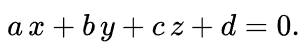 a x + b y + c z + d = 0.